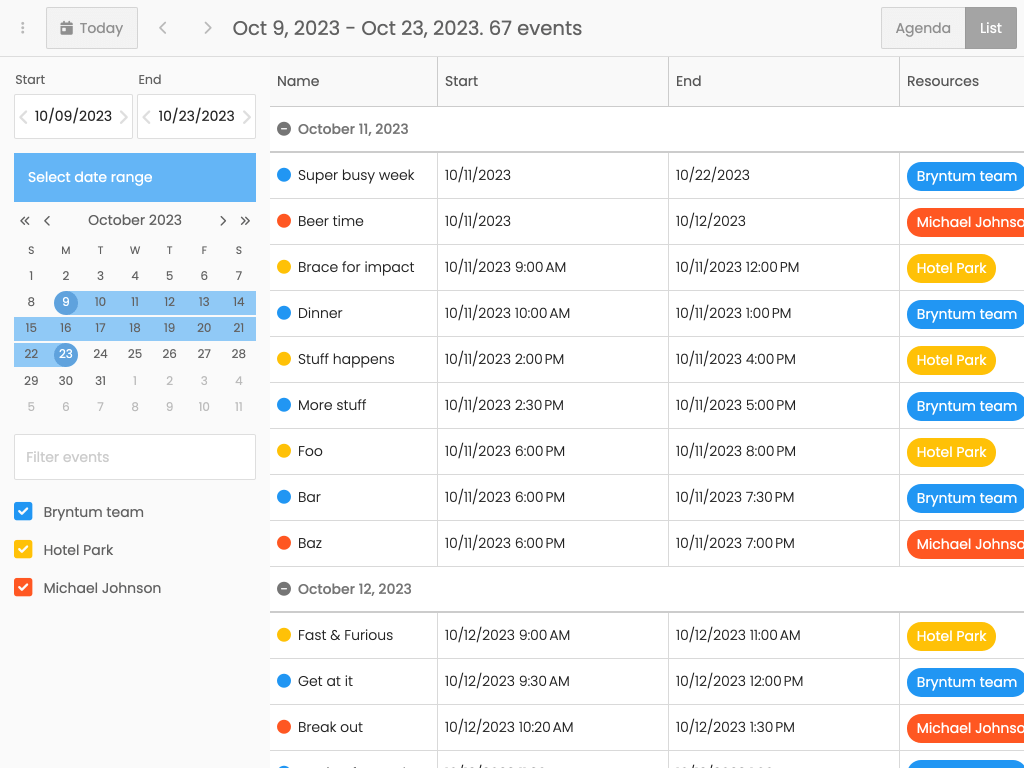 Today
Oct 9, 2023 - Oct 23, 2023. 67 events
Agenda
List
Start
End
10/09/2023
10/23/2023
Select date range
October 2023
S M T W T F S
1 2 3 4 5 6 7
8 9 10 11 12 13 14
15 16 17 18 19 20 21
22 23 24 25 26 27 28
29 30 31 1 2 3 4
5 6 7 8 9 10 11
Filter events
Bryntum team
Hotel Park
Michael Johnson
Name Start End Resources
October 11, 2023
Super busy week 10/11/2023 10/22/2023 Bryntum team
Beer time 10/11/2023 10/12/2023 Michael Johnso
Brace for impact 10/11/2023 9:00 AM 10/11/2023 12:00 PM Hotel Park
Dinner 10/11/2023 10:00 AM 10/11/2023 1:00 PM Bryntum team
Stuff happens 10/11/2023 2:00 PM 10/11/2023 4:00 PM Hotel Park
More stuff 10/11/2023 2:30 PM 10/11/2023 5:00 PM Bryntum team
Foo 10/11/2023 6:00 PM 10/11/2023 8:00 PM Hotel Park
Bar 10/11/2023 6:00 PM 10/11/2023 7:30 PM Bryntum team
Baz 10/11/2023 6:00 PM 10/11/2023 7:00 PM Michael Johnso
October 12, 2023
Fast & Furious 10/12/2023 9:00 AM 10/12/2023 11:00 AM Hotel Park
Get at it 10/12/2023 9:30 AM 10/12/2023 12:00 PM Bryntum team
Break out 10/12/2023 10:20 AM 10/12/2023 1:30 PM Michael Johnso